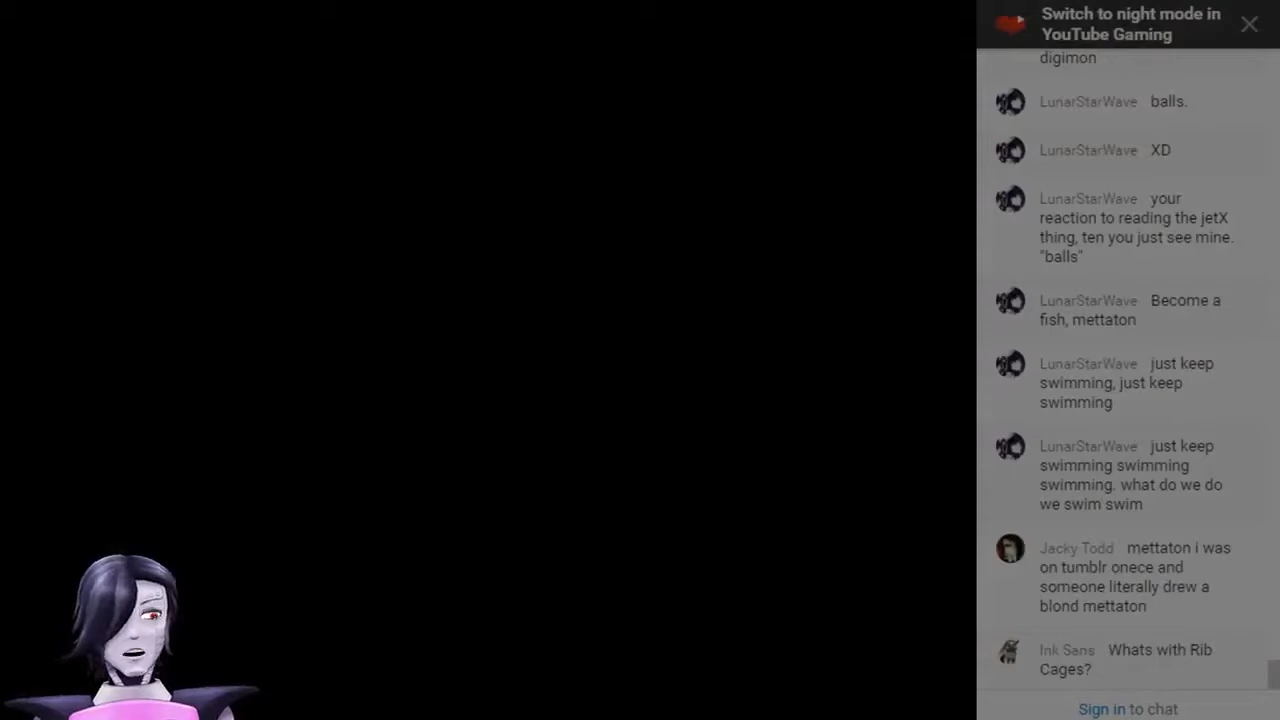 Switch to night mode in
YouTube Gaming
digimon
LunarStarWave balls.
LunarStarWave XD
LunarStarWave your
reaction to reading the jetX
thing, ten you just see mine.
"balls"
LunarStarWave Become a
fish, mettaton
LunarStarWave just keep
swimming, just keep
swimming
LunarStarWave just keep
swimming swimming
swimming. what do we do
we swim swim
Jacky Todd mettaton i was
on tumblr onece and
someone literally drew a
blond mettaton
Ink Sans Whats with Rib
Cages?
Sign in to chat